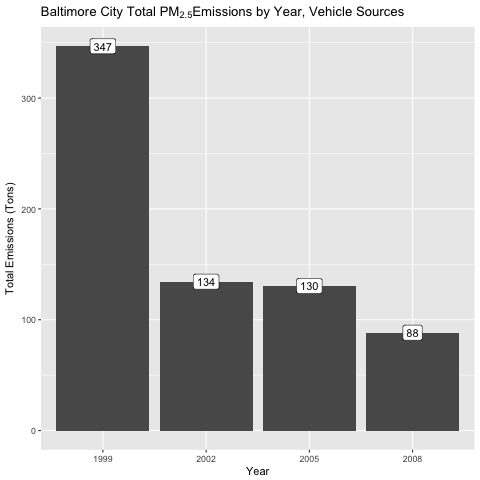 Baltimore City Total PM₂.₅Emissions by Year, Vehicle Sources
347
300
Total Emissions (Tons)
200
134
130
100
88
0
1999 2002 2005 2008
Year